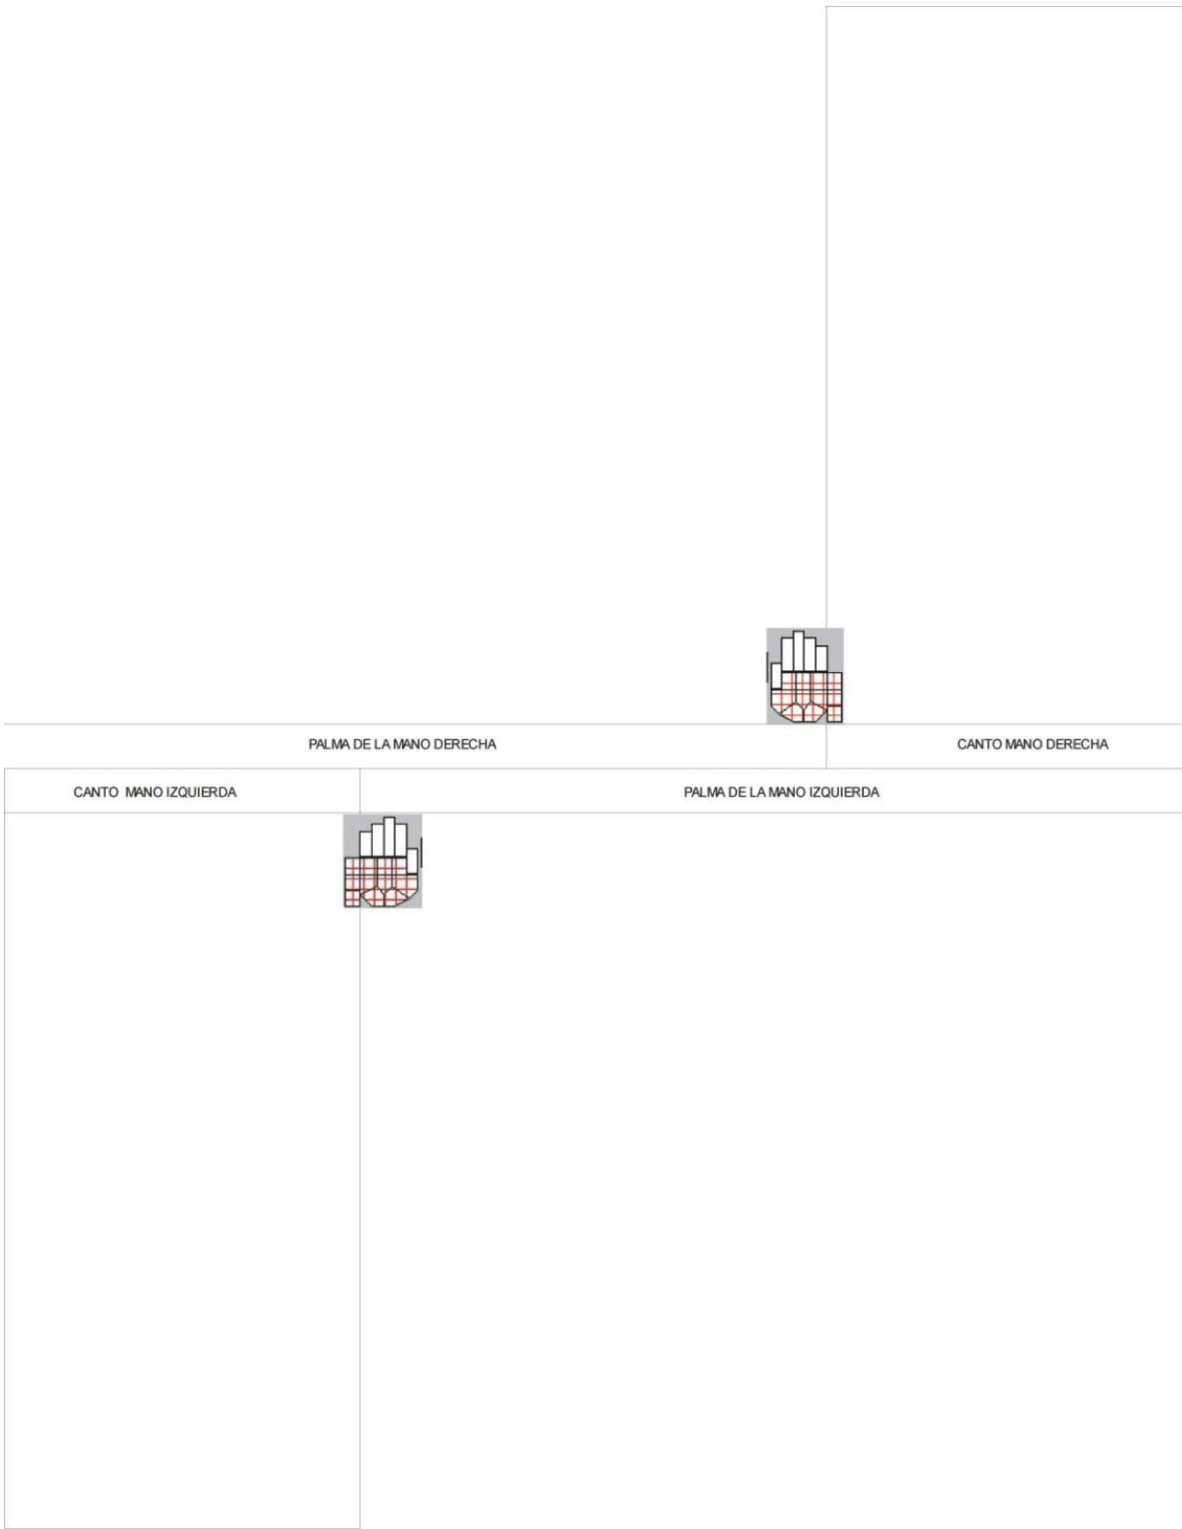 PALMA DE LA MANO DERECHA
CANTO MANO DERECHA
CANTO MANO IZQUIERDA
PALMA DE LA MANO IZQUIERDA